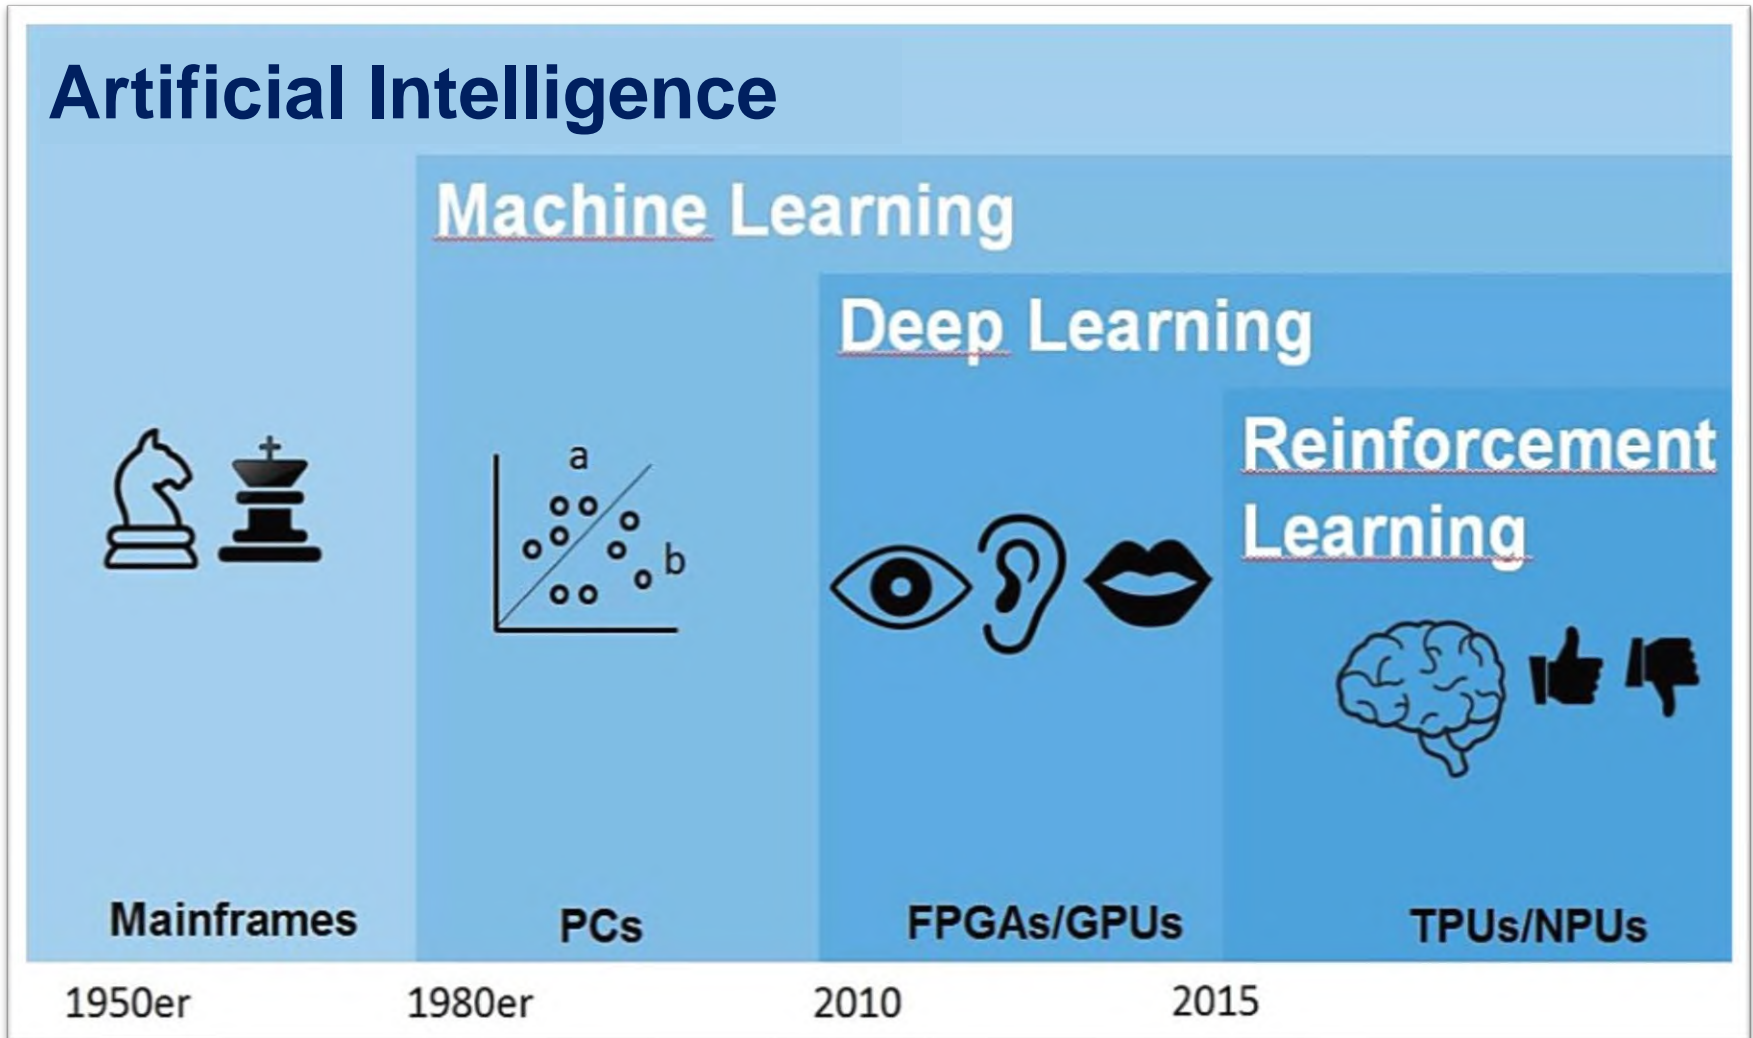 Artificial Intelligence
Machine Learning
Deep Learning
Reinforcement
Learning
a
b
Mainframes
PCs
FPGAs/GPUs
TPUs/NPUs
1950er
1980er
2010
2015